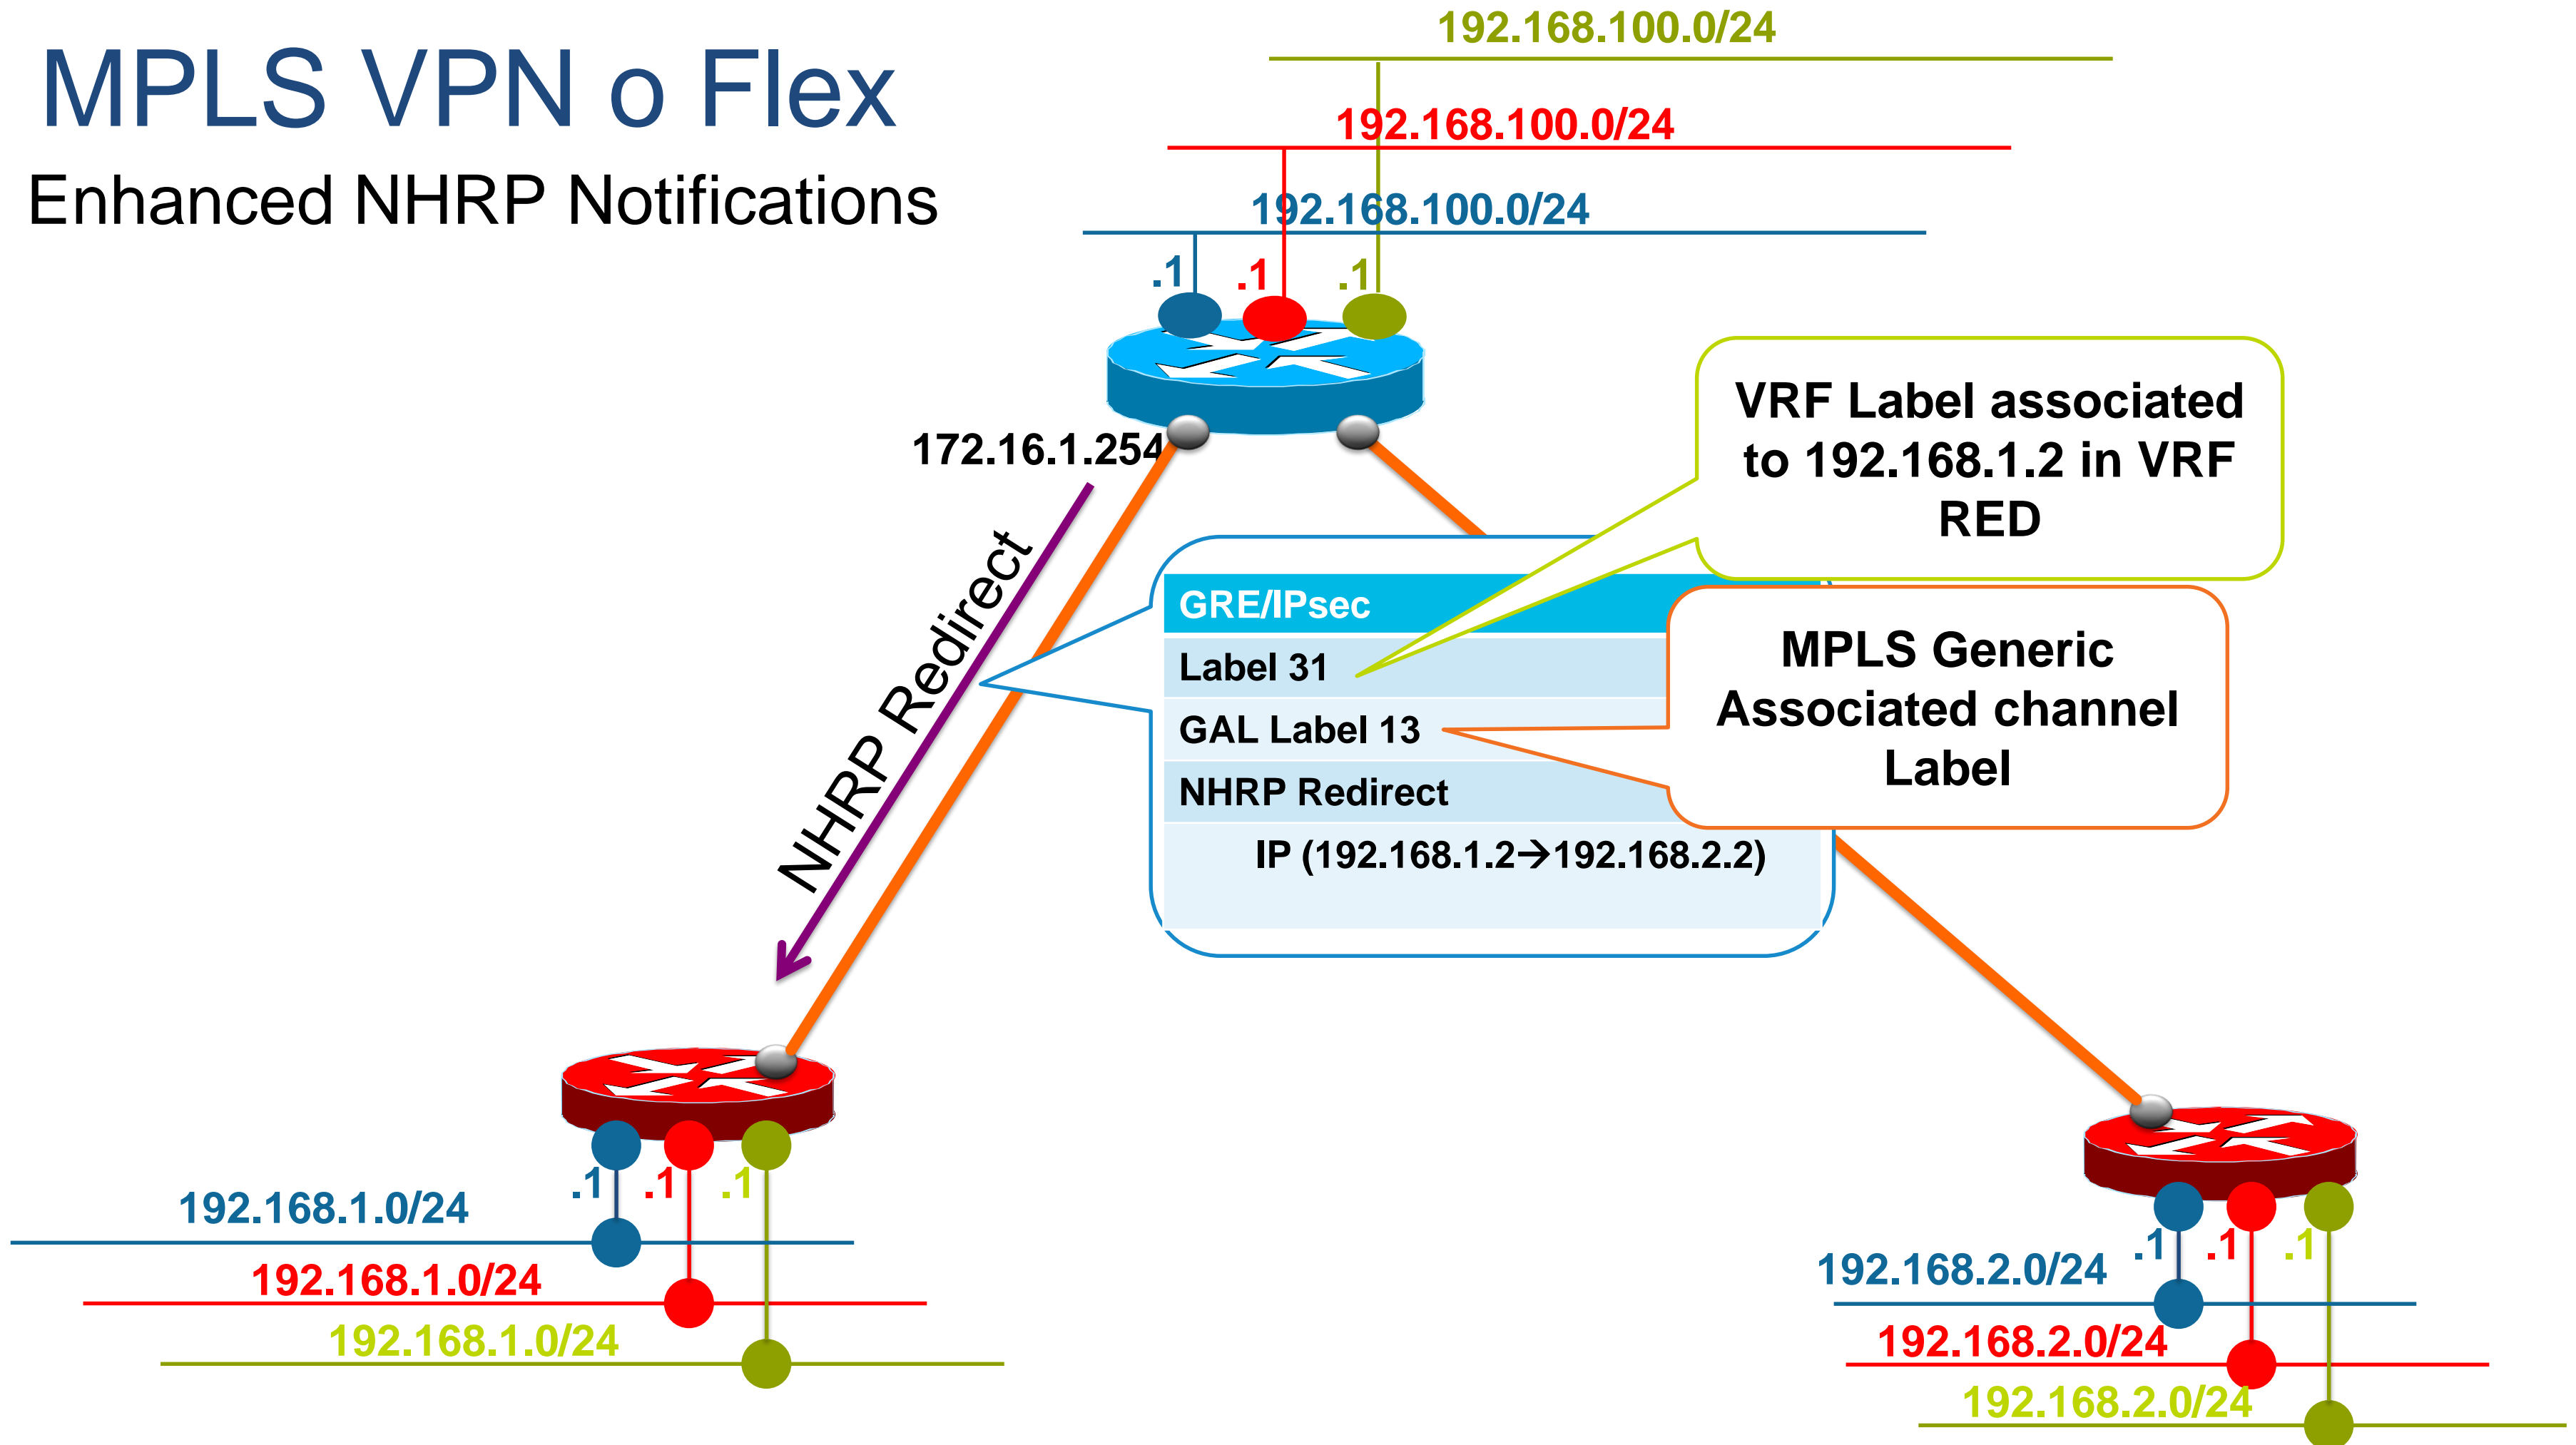 MPLS VPN o Flex
Enhanced NHRP Notifications
192.168.100.0/24
192.168.100.0/24
192.168.100.0/24
.1
.1
.1
172.16.1.254
NHRP Redirect
VRF Label associated
to 192.168.1.2 in VRF
RED
GRE/IPsec
Label 31
GAL Label 13
NHRP Redirect
IP (192.168.1.2→192.168.2.2)
MPLS Generic
Associated channel
Label
.1
.1
.1
192.168.1.0/24
192.168.1.0/24
192.168.1.0/24
.1
.1
.1
192.168.2.0/24
192.168.2.0/24
192.168.2.0/24